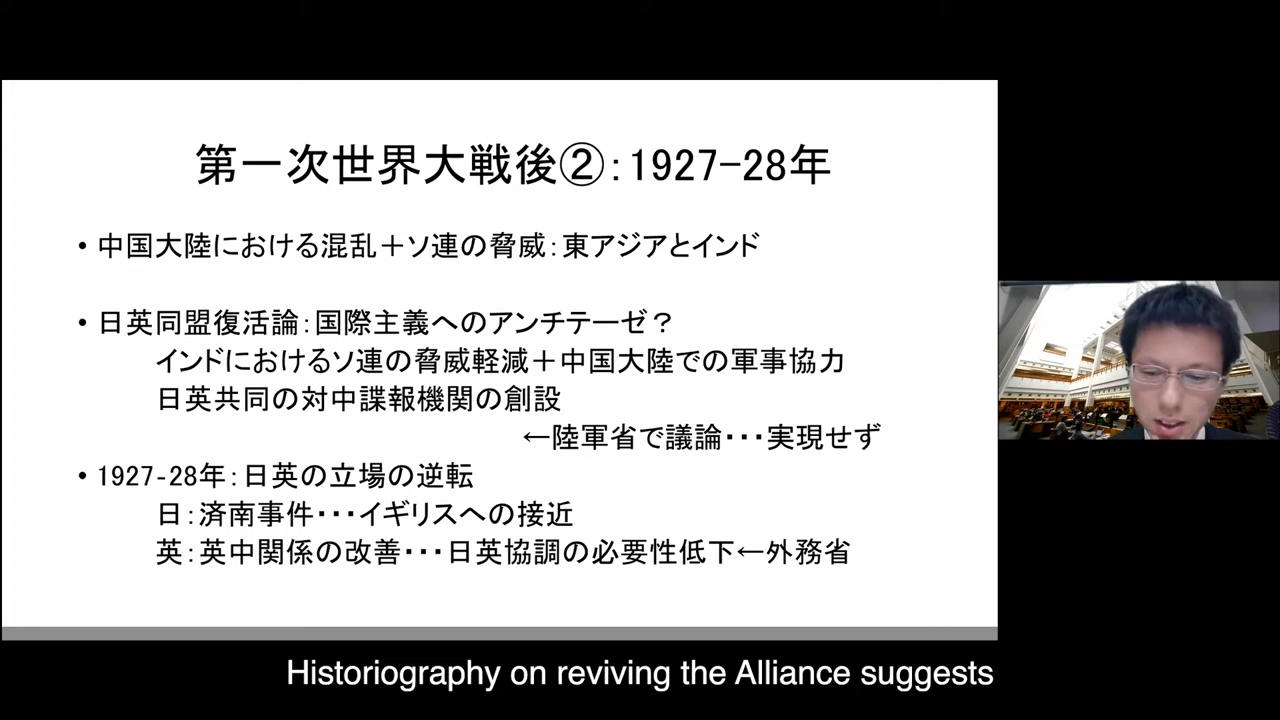 第一次世界大戦後②：1927−28年
• 中国大陸における混乱＋ソ連の脅威：東アジアとインド
• 日英同盟復活論：国際主義へのアンチテーゼ？
インドにおけるソ連の脅威軽減＋中国大陸での軍事協力
日英共同の対中諜報機関の創設
←陸軍省で議論・・・実現せず
• 1927-28年：日英の立場の逆転
日：済南事件・・・イギリスへの接近
英：英中関係の改善・・・日英協調の必要性低下←外務省
Historiography on reviving the Alliance suggests